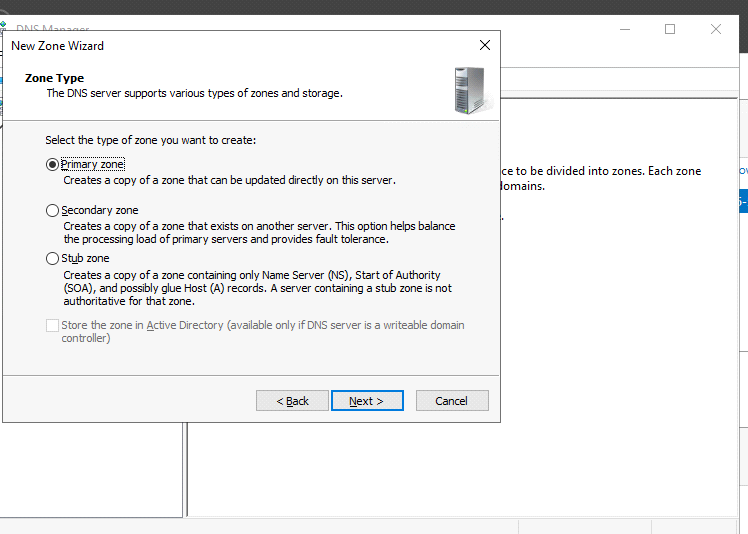 DNS Manager
New Zone Wizard
Zone Type
The DNS server supports various types of zones and storage.
Select the type of zone you want to create:
Primary zone
Creates a copy of a zone that can be updated directly on this server.
Secondary zone
Creates a copy of a zone that exists on another server. This option helps balance
the processing load of primary servers and provides fault tolerance.
Stub zone
Creates a copy of a zone containing only Name Server (NS), Start of Authority
(SOA), and possibly glue Host (A) records. A server containing a stub zone is not
authoritative for that zone.
Store the zone in Active Directory (available only if DNS server is a writeable domain
controller)
< Back
Next >
Cancel
to be divided into zones. Each zone